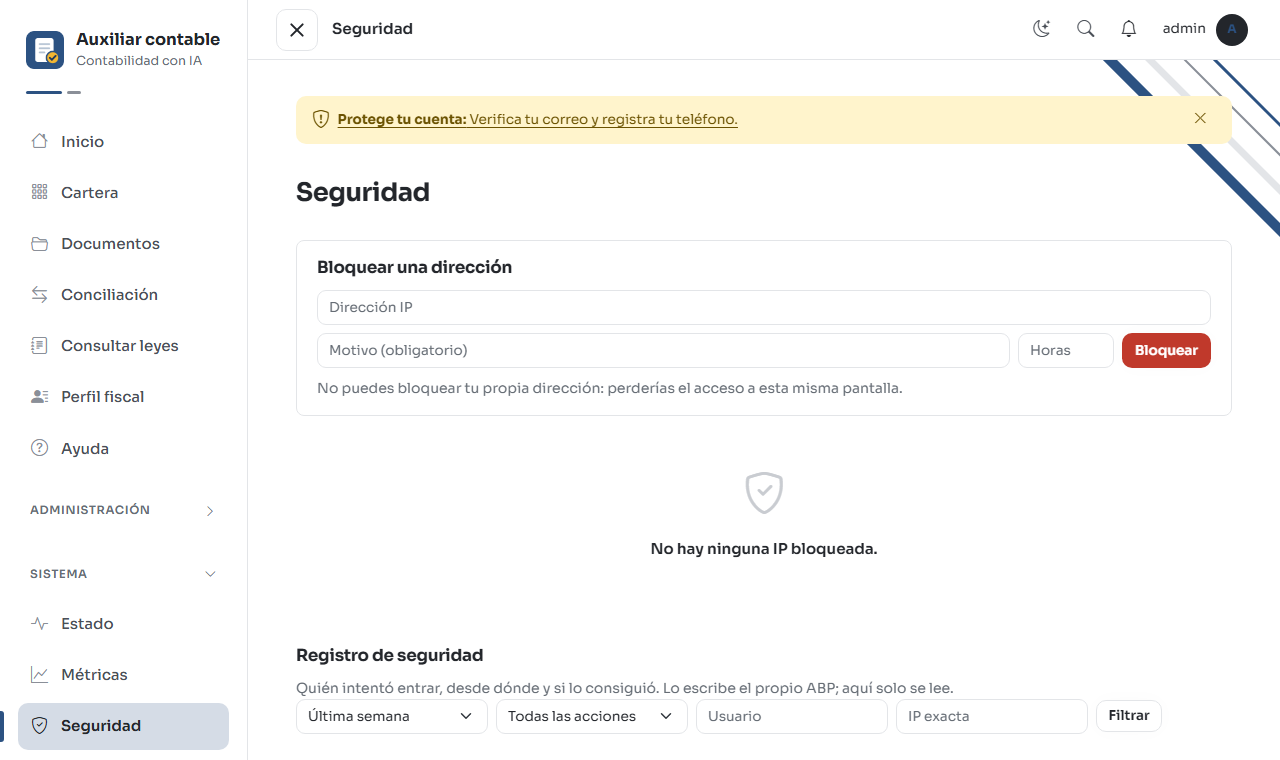 Auxiliar contable
Contabilidad con IA
Inicio
Cartera
Documentos
Conciliación
Consultar leyes
Perfil fiscal
Ayuda
ADMINISTRACIÓN
SISTEMA
Estado
Métricas
Seguridad
Seguridad
admin
A
Protege tu cuenta: Verifica tu correo y registra tu teléfono.
Seguridad
Bloquear una dirección
Dirección IP
Motivo (obligatorio)
Horas
Bloquear
No puedes bloquear tu propia dirección: perderías el acceso a esta misma pantalla.
No hay ninguna IP bloqueada.
Registro de seguridad
Quién intentó entrar, desde dónde y si lo consiguió. Lo escribe el propio ABP; aquí solo se lee.
Última semana
Todas las acciones
Usuario
IP exacta
Filtrar